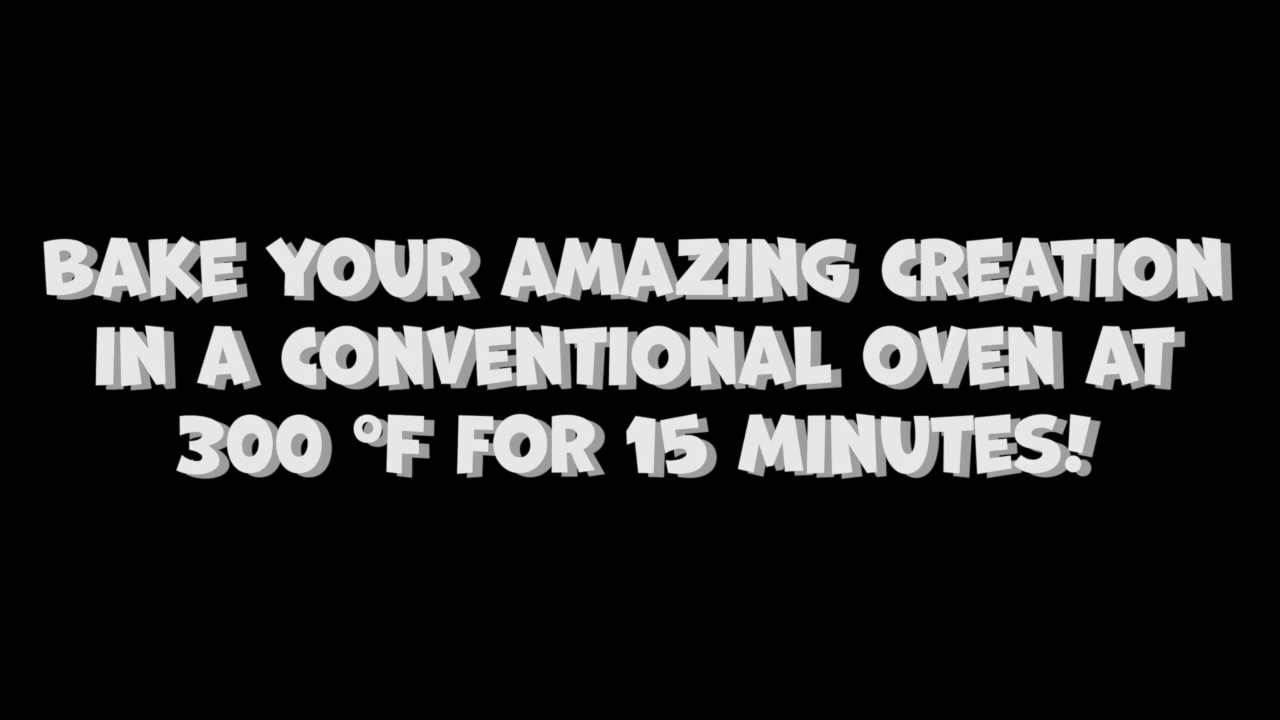 BAKE YOUR AMAZING CREATION
IN A CONVENTIONAL OVEN AT
300 °F FOR 15 MINUTES!